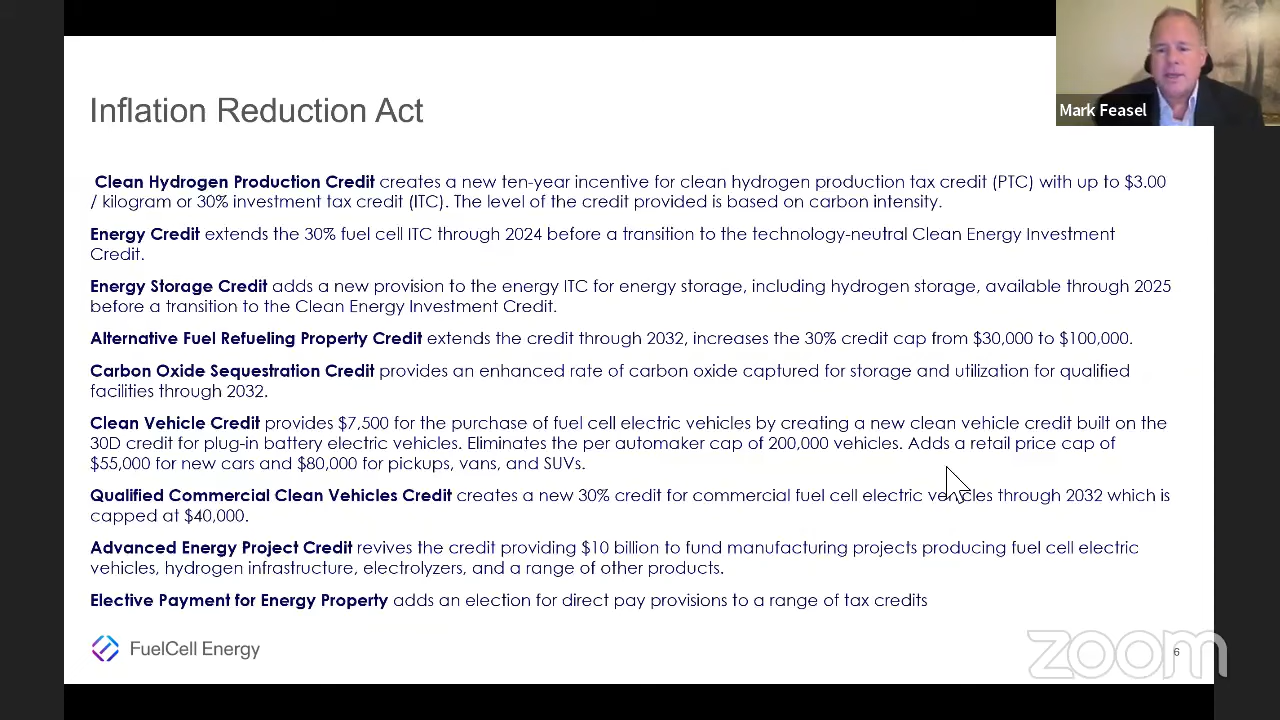 Mark Feasel
Inflation Reduction Act
Clean Hydrogen Production Credit creates a new ten-year incentive for clean hydrogen production tax credit (PTC) with up to $3.00
/ kilogram or 30% investment tax credit (ITC). The level of the credit provided is based on carbon intensity.
Energy Credit extends the 30% fuel cell ITC through 2024 before a transition to the technology-neutral Clean Energy Investment
Credit.
Energy Storage Credit adds a new provision to the energy ITC for energy storage, including hydrogen storage, available through 2025
before a transition to the Clean Energy Investment Credit.
Alternative Fuel Refueling Property Credit extends the credit through 2032, increases the 30% credit cap from $30,000 to $100,000.
Carbon Oxide Sequestration Credit provides an enhanced rate of carbon oxide captured for storage and utilization for qualified
facilities through 2032.
Clean Vehicle Credit provides $7,500 for the purchase of fuel cell electric vehicles by creating a new clean vehicle credit built on the
30D credit for plug-in battery electric vehicles. Eliminates the per automaker cap of 200,000 vehicles. Adds a retail price cap of
$55,000 for new cars and $80,000 for pickups, vans, and SUVs.
Qualified Commercial Clean Vehicles Credit creates a new 30% credit for commercial fuel cell electric vehicles through 2032 which is
capped at $40,000.
Advanced Energy Project Credit revives the credit providing $10 billion to fund manufacturing projects producing fuel cell electric
vehicles, hydrogen infrastructure, electrolyzers, and a range of other products.
Elective Payment for Energy Property adds an election for direct pay provisions to a range of tax credits
FuelCell Energy
zoom
6